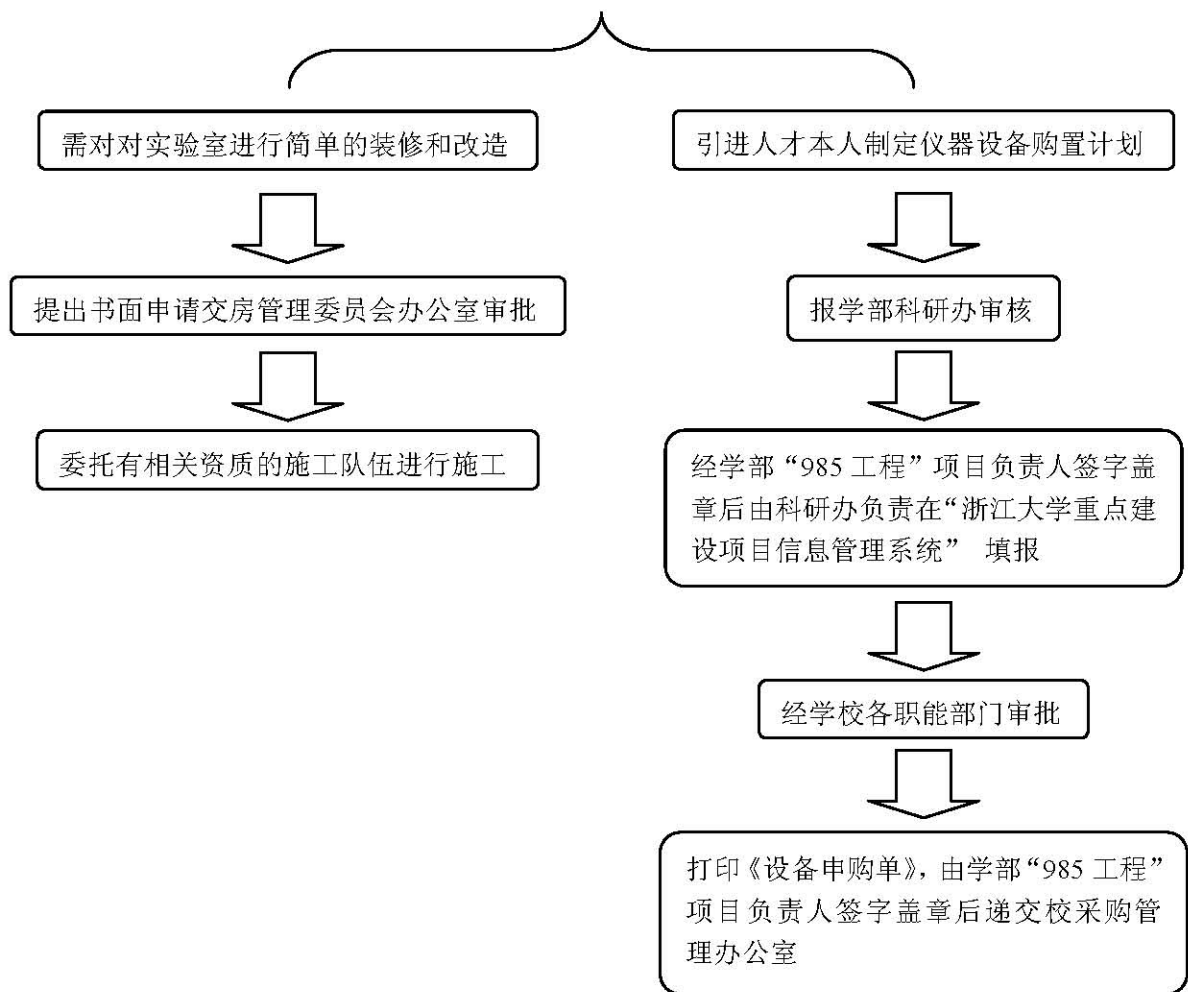 需对对实验室进行简单的装修和改造
提出书面申请交房管理委员会办公室审批
委托有相关资质的施工队伍进行施工
引进人才本人制定仪器设备购置计划
报学部科研办审核
经学部“985 工程”项目负责人签字盖
章后由科研办负责在“浙江大学重点建
设项目信息管理系统” 填报
经学校各职能部门审批
打印《设备申购单》，由学部“985 工程”
项目负责人签字盖章后递交校采购管
理办公室